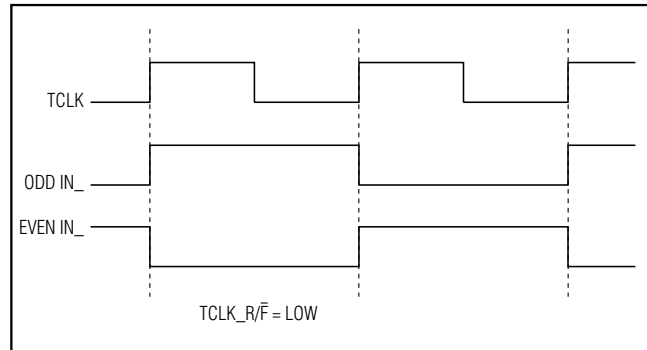 TCLK
ODD IN_
EVEN IN_
TCLK_R/F̅ = LOW